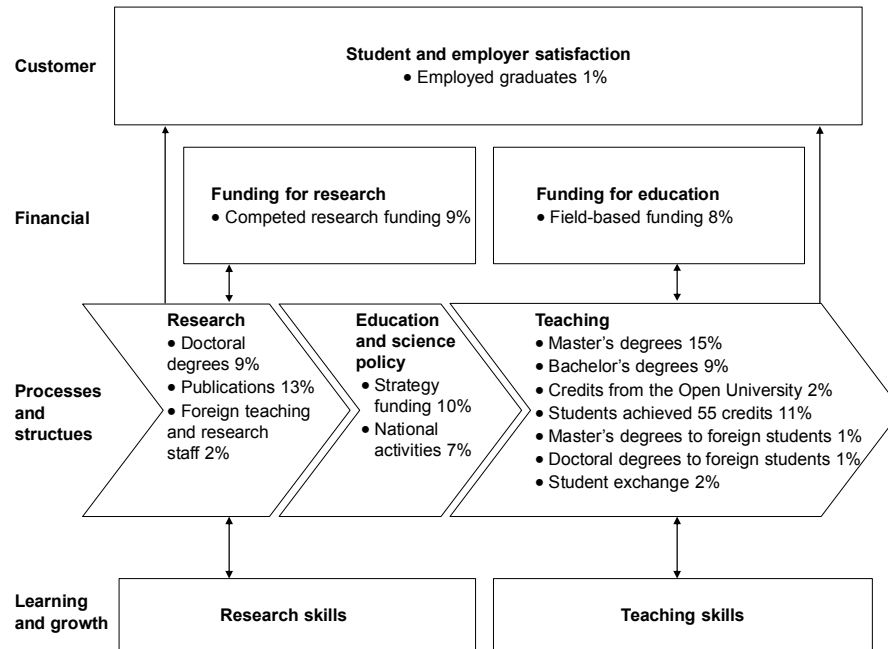 Customer
Student and employer satisfaction
• Employed graduates 1%
Financial
Funding for research
• Competed research funding 9%
Funding for education
• Field-based funding 8%
Processes and
structues
Research
• Doctoral
degrees 9%
• Publications 13%
• Foreign teaching
and research
staff 2%
Education
and science
policy
• Strategy
funding 10%
• National
activities 7%
Teaching
• Master's degrees 15%
• Bachelor's degrees 9%
• Credits from the Open University 2%
• Students achieved 55 credits 11%
• Master's degrees to foreign students 1%
• Doctoral degrees to foreign students 1%
• Student exchange 2%
Learning
and growth
Research skills
Teaching skills